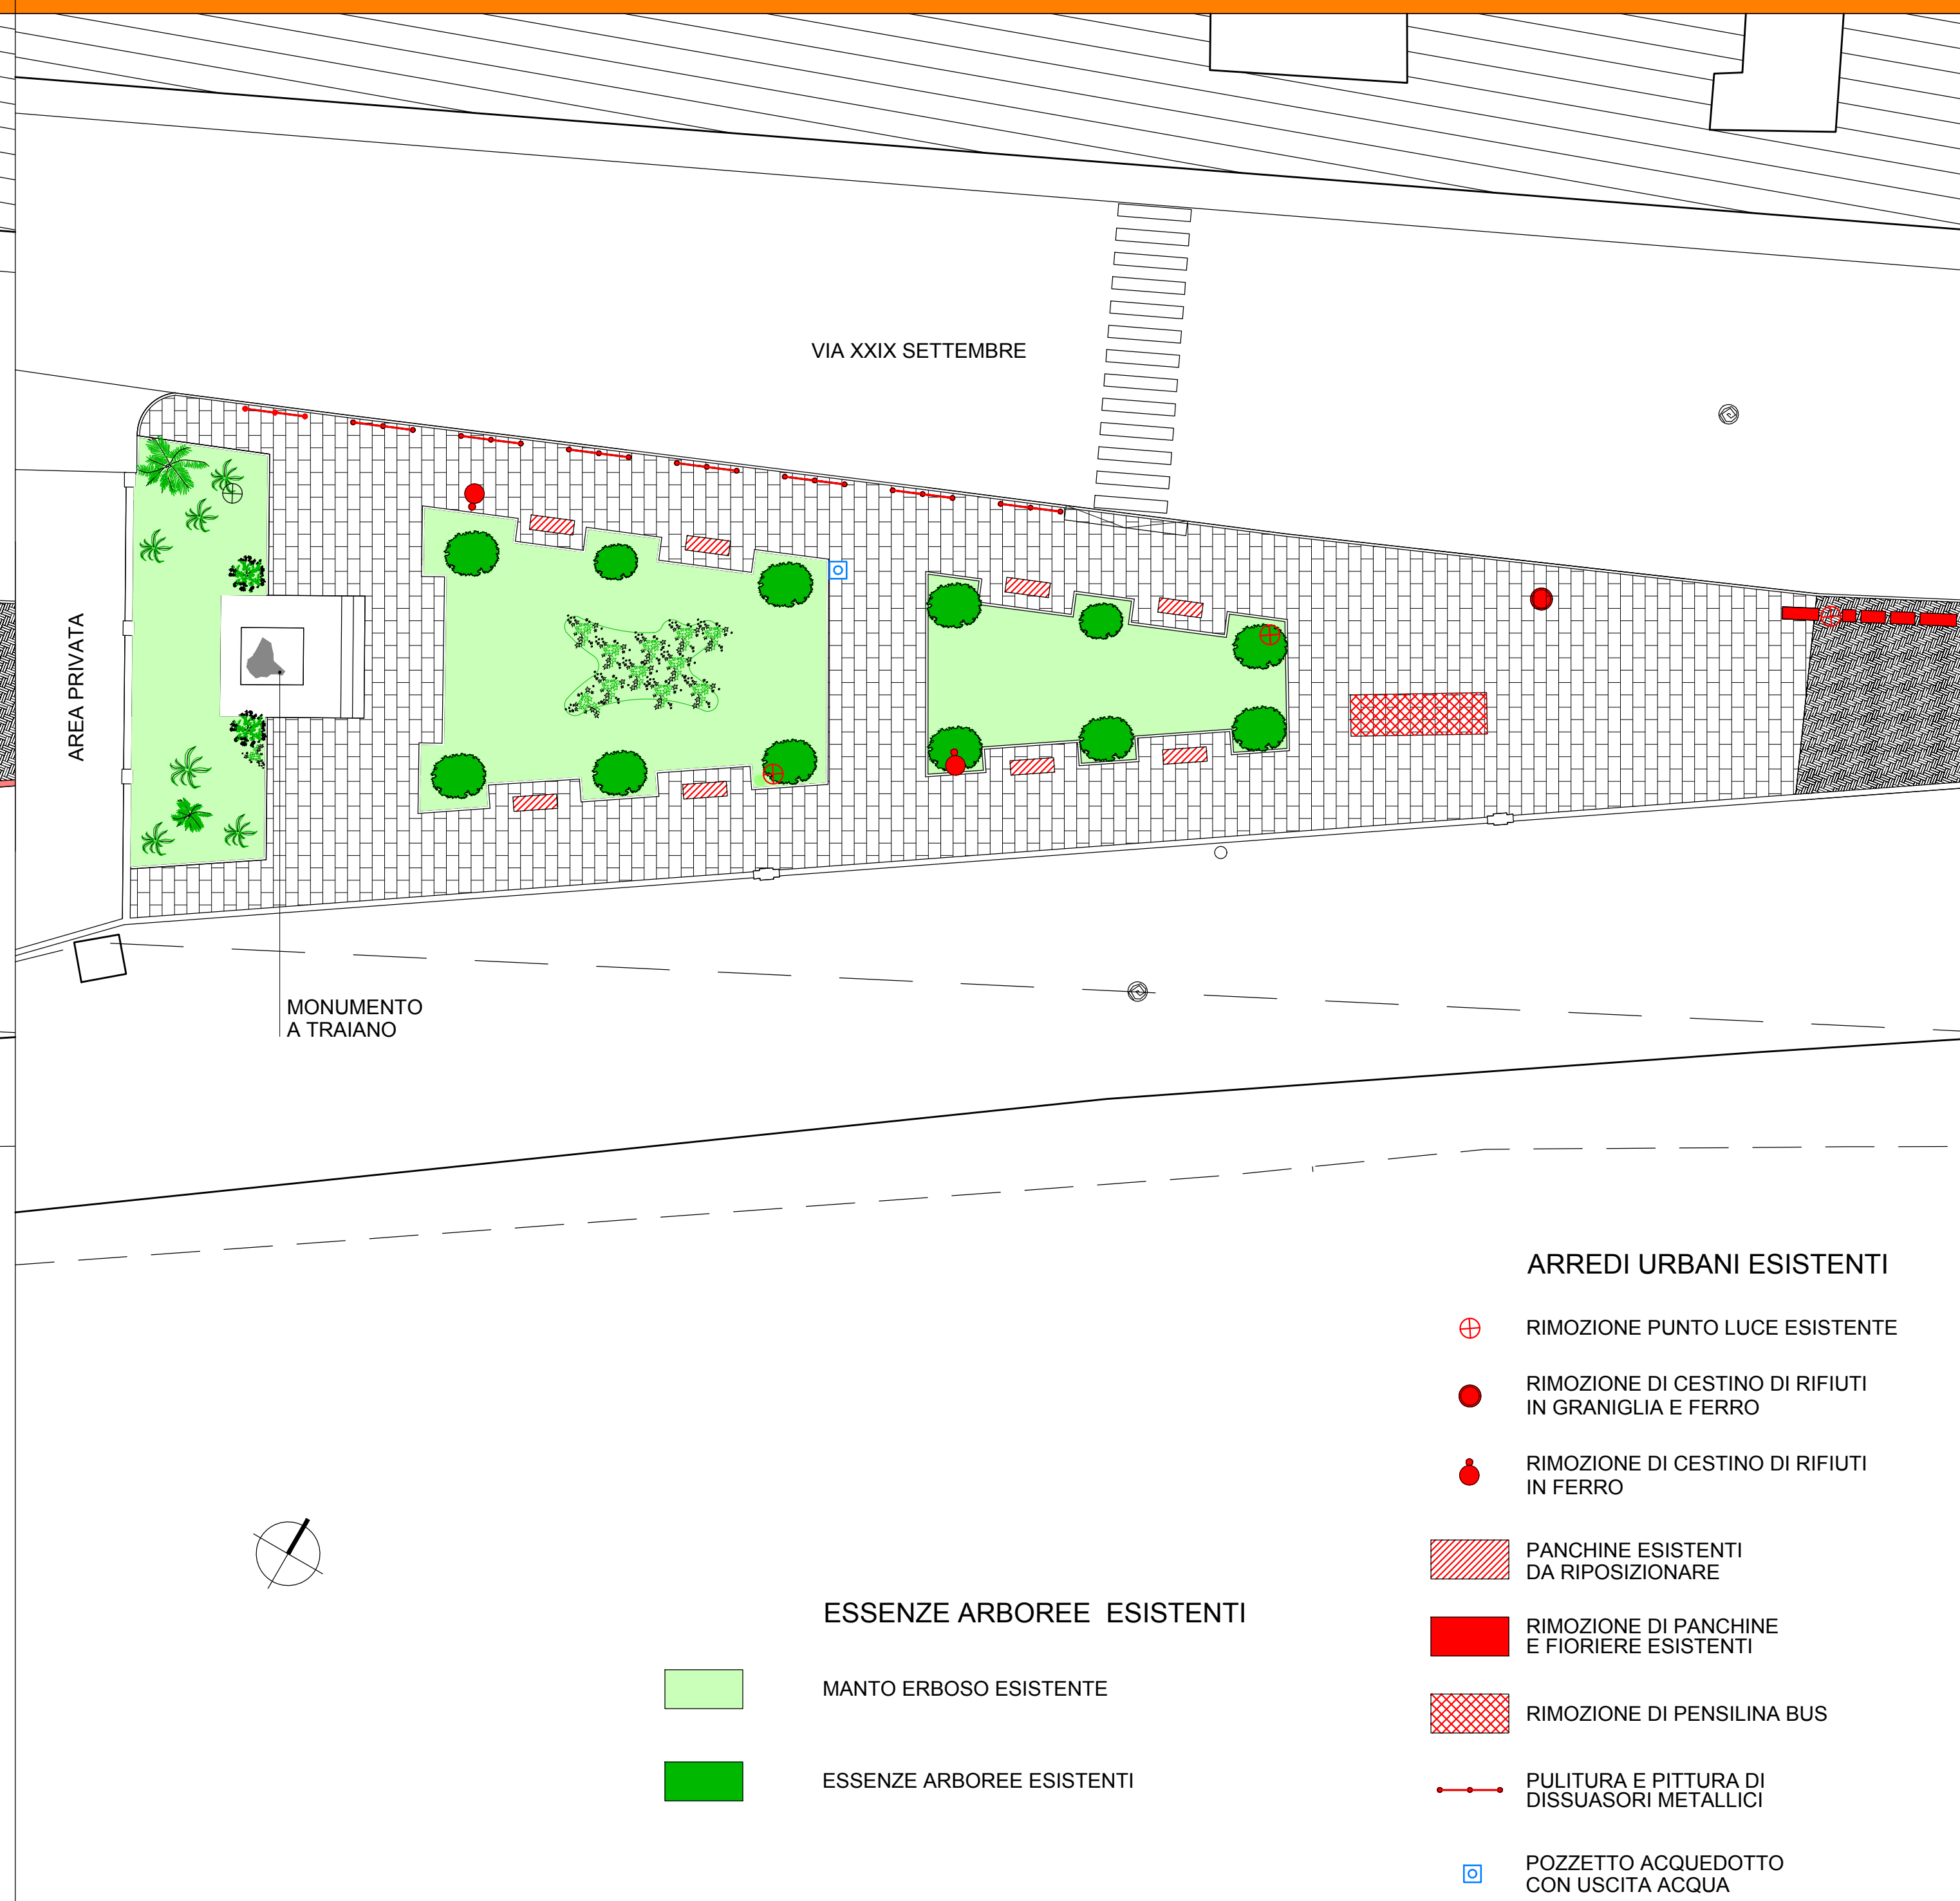 VIA XXIX SETTEMBRE
AREA PRIVATA
MONUMENTO
A TRAIANO
ARREDI URBANI ESISTENTI
RIMOZIONE PUNTO LUCE ESISTENTE
RIMOZIONE DI CESTINO DI RIFIUTI
IN GRANIGLIA E FERRO
RIMOZIONE DI CESTINO DI RIFIUTI
IN FERRO
PANCHINE ESISTENTI
DA RIPOSIZIONARE
RIMOZIONE DI PANCHINE
E FIORIERE ESISTENTI
RIMOZIONE DI PENSILINA BUS
PULITURA E PITTURA DI
DISSUASORI METALLICI
POZZETTO ACQUEDOTTO
CON USCITA ACQUA
ESSENZE ARBOREE ESISTENTI
MANTO ERBOSO ESISTENTE
ESSENZE ARBOREE ESISTENTI